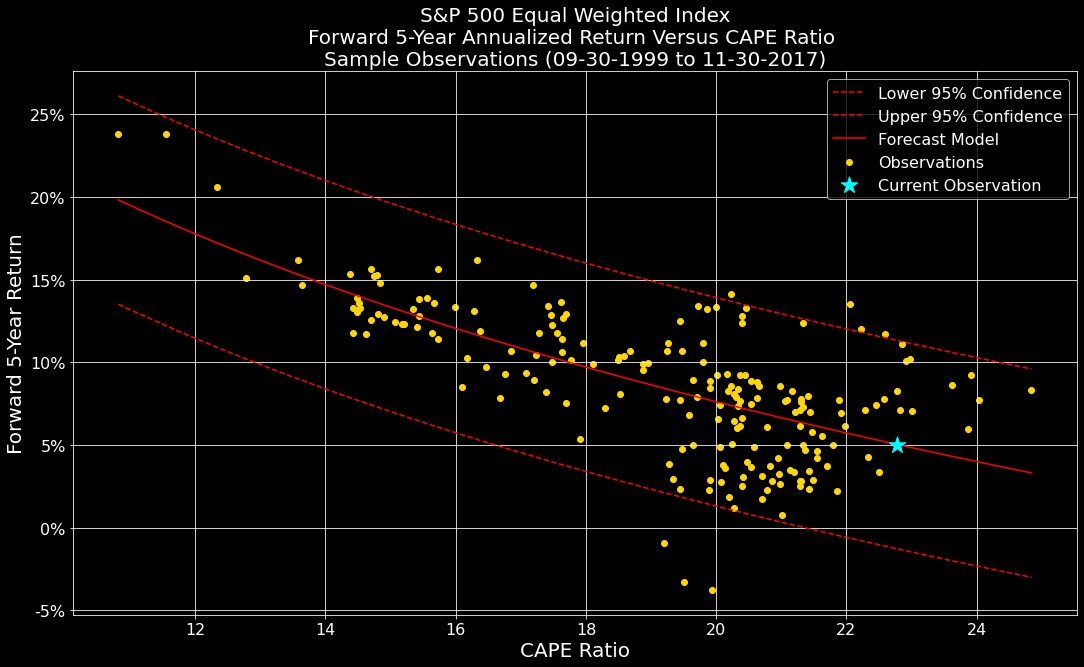 S&P 500 Equal Weighted Index
Forward 5-Year Annualized Return Versus CAPE Ratio
Sample Observations (09-30-1999 to 11-30-2017)
Lower 95% Confidence
Upper 95% Confidence
Forecast Model
Observations
Current Observation
Forward 5-Year Return
25%
20%
15%
10%
5%
0%
-5%
12 14 16 18 20 22 24
CAPE Ratio